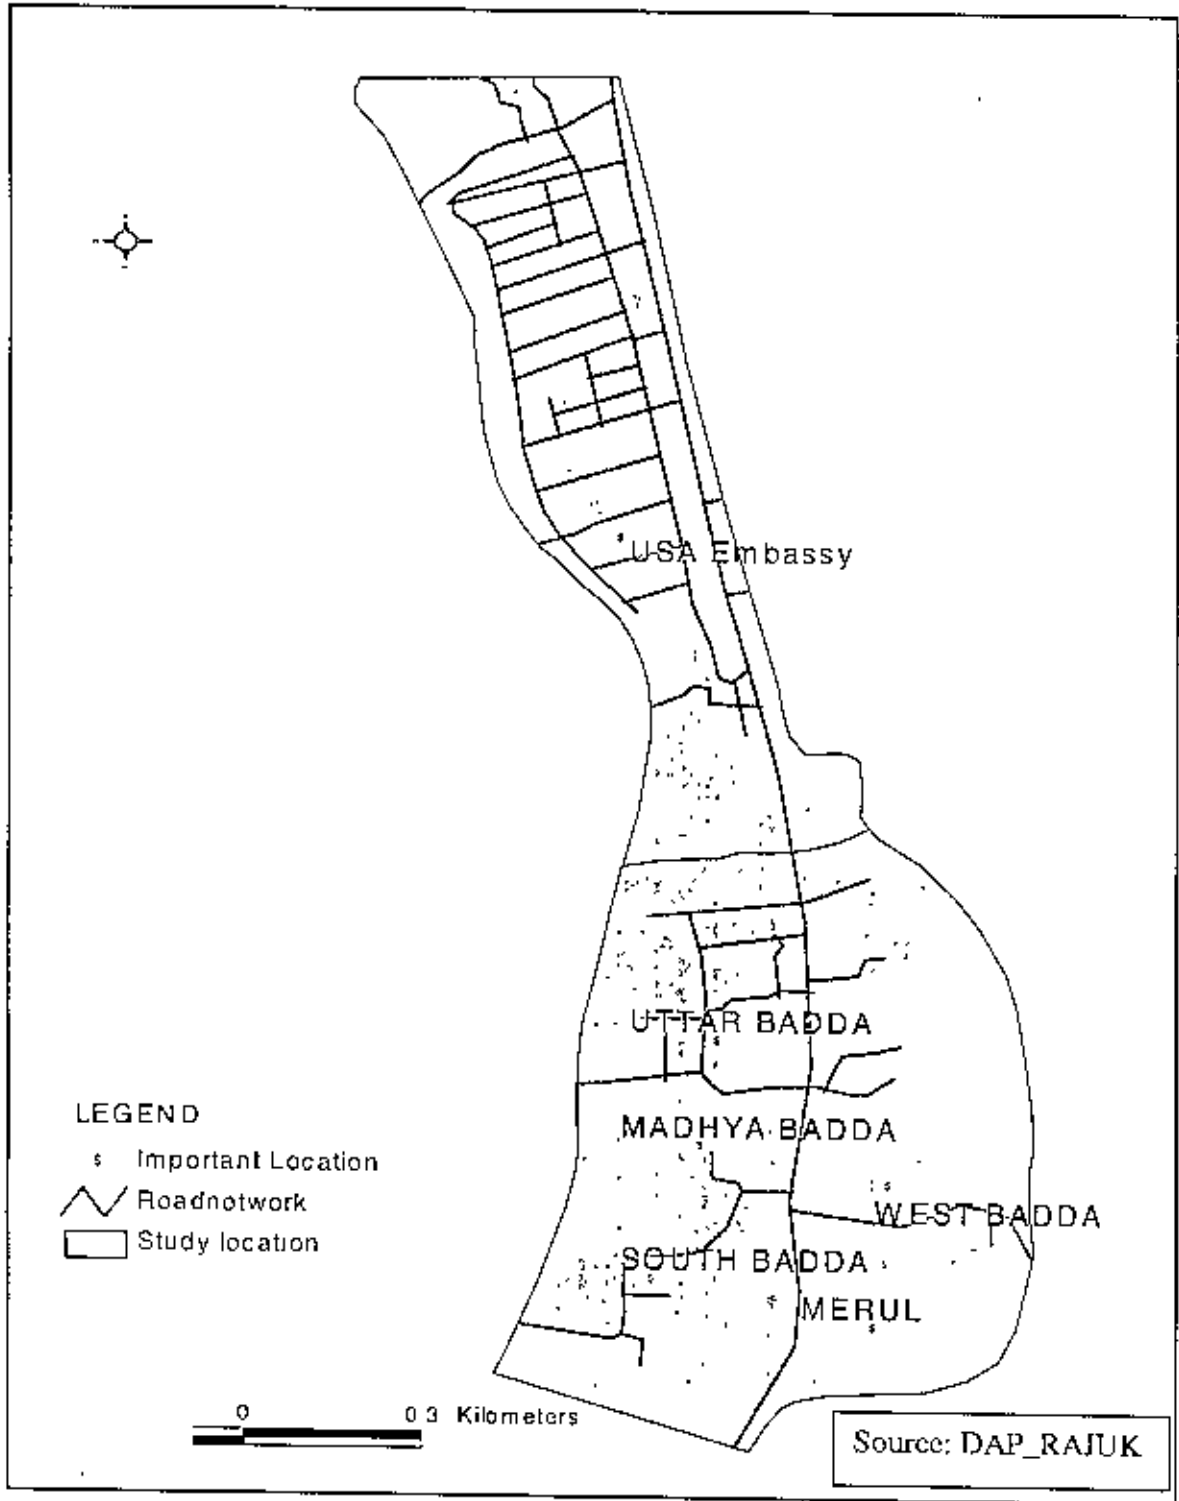 USA Embassy
UTTAR BADDA
MADHYA BADDA
WEST BADDA
SOUTH BADDA
MERUL
LEGEND
Important Location
Roadnotwork
Study location
0 0 3 Kilometers
Source: DAP_RAJUK